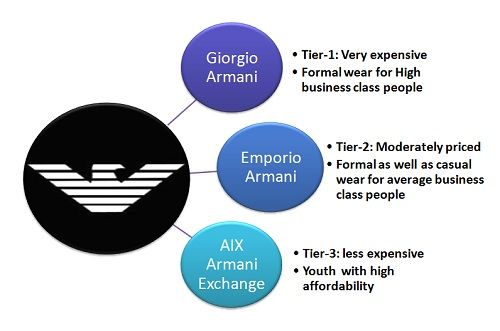 Giorgio
Armani
• Tier-1: Very expensive
• Formal wear for High
business class people
Emporio
Armani
• Tier-2: Moderately priced
• Formal as well as casual
wear for average business
class people
AIX
Armani
Exchange
• Tier-3: less expensive
• Youth with high
affordability